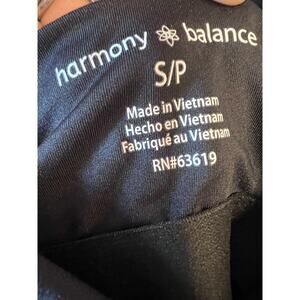 harmony balance
S/P
Made in Vietnam
Hecho en Vietnam
Fabriqué au Vietnam
RN#63619